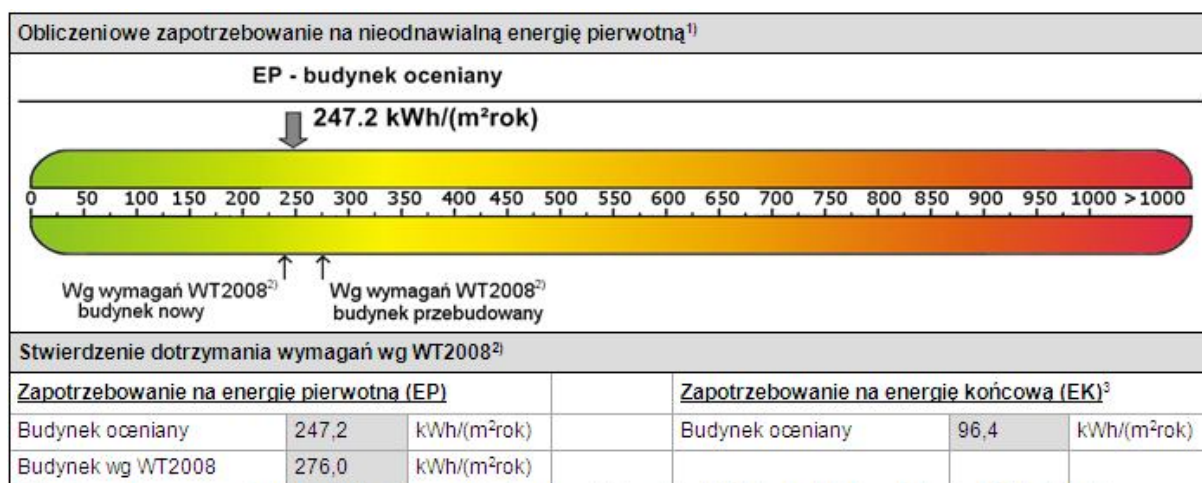 Obliczeniowe zapotrzebowanie na nieodnawialną energię pierwotną¹⁾
EP - budynek oceniany
247.2 kWh/(m²rok)
0 50 100 150 200 250 300 350 400 450 500 550 600 650 700 750 800 850 900 950 1000 >1000
Wg wymagań WT2008²⁾
budynek nowy
Wg wymagań WT2008²⁾
budynek przebudowany
Stwierdzenie dotrzymania wymagań wg WT2008²⁾
Zapotrzebowanie na energię pierwotną (EP) Zapotrzebowanie na energię końcową (EK)³
Budynek oceniany 247,2 kWh/(m²rok) Budynek oceniany 96,4 kWh/(m²rok)
Budynek wg WT2008 276,0 kWh/(m²rok)